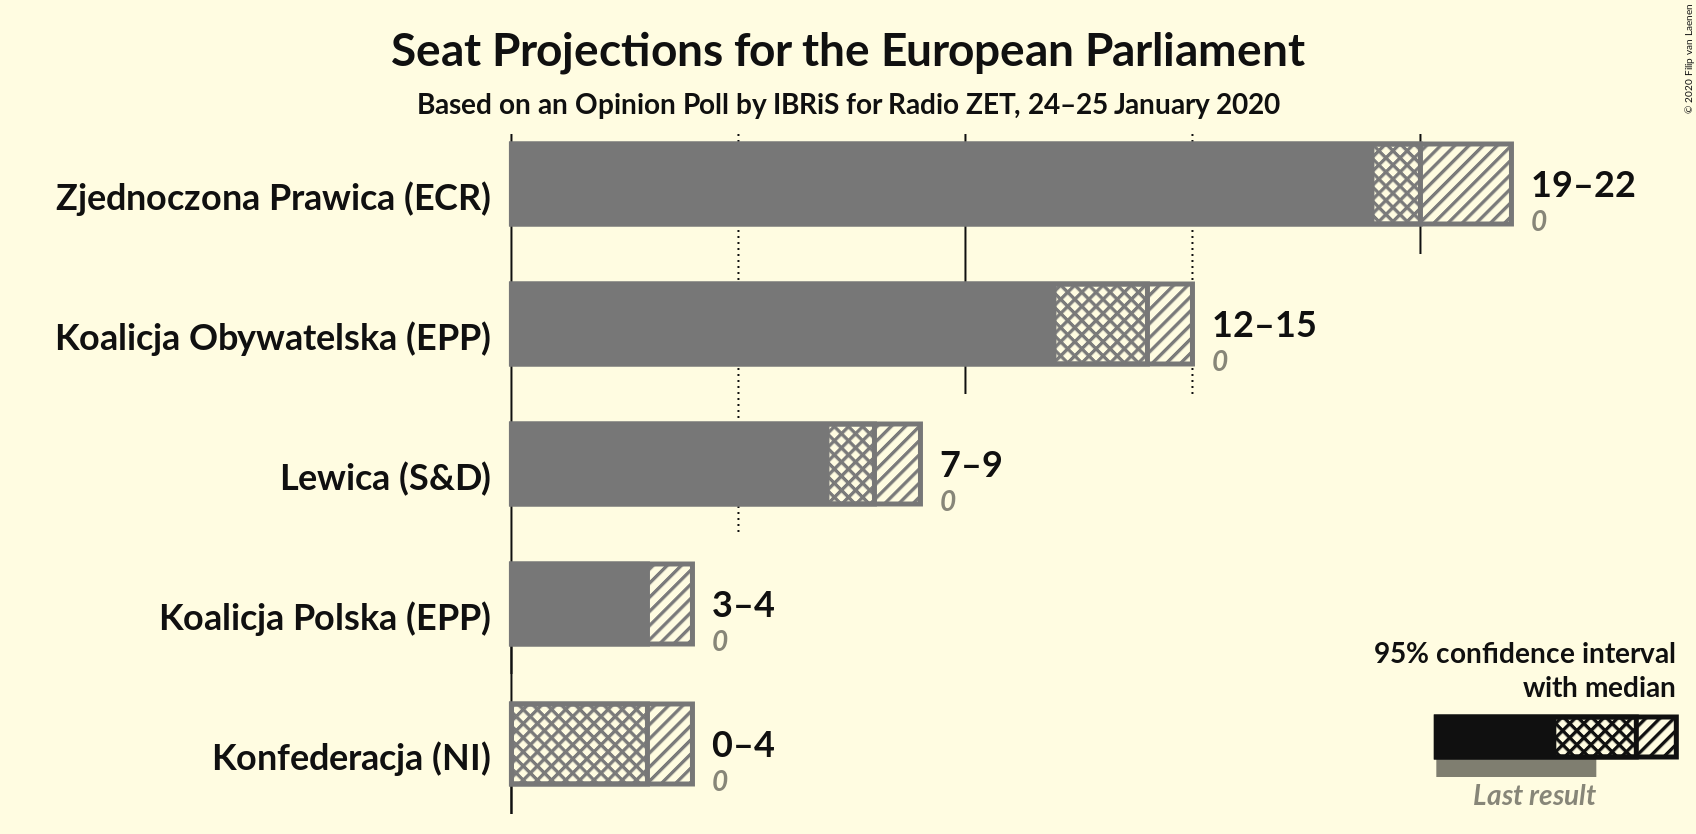 Seat Projections for the European Parliament
Based on an Opinion Poll by IBRiS for Radio ZET, 24–25 January 2020
© 2020 Filip van Laenen
Zjednoczona Prawica (ECR)
19–22
0
Koalicja Obywatelska (EPP)
12–15
0
Lewica (S&D)
7–9
0
Koalicja Polska (EPP)
3–4
0
Konfederacja (NI)
0–4
0
95% confidence interval
with median
Last result